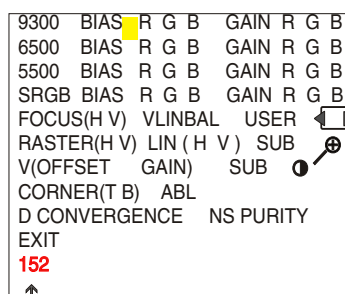 9300 BIAS R G B GAIN R G B
6500 BIAS R G B GAIN R G B
5500 BIAS R G B GAIN R G B
SRGB BIAS R G B GAIN R G B
FOCUS(H V) VLINBAL USER
RASTER(H V) LIN ( H V ) SUB
V(OFFSET GAIN) SUB
CORNER(T B) ABL
D CONVERGENCE NS PURITY
EXIT
152